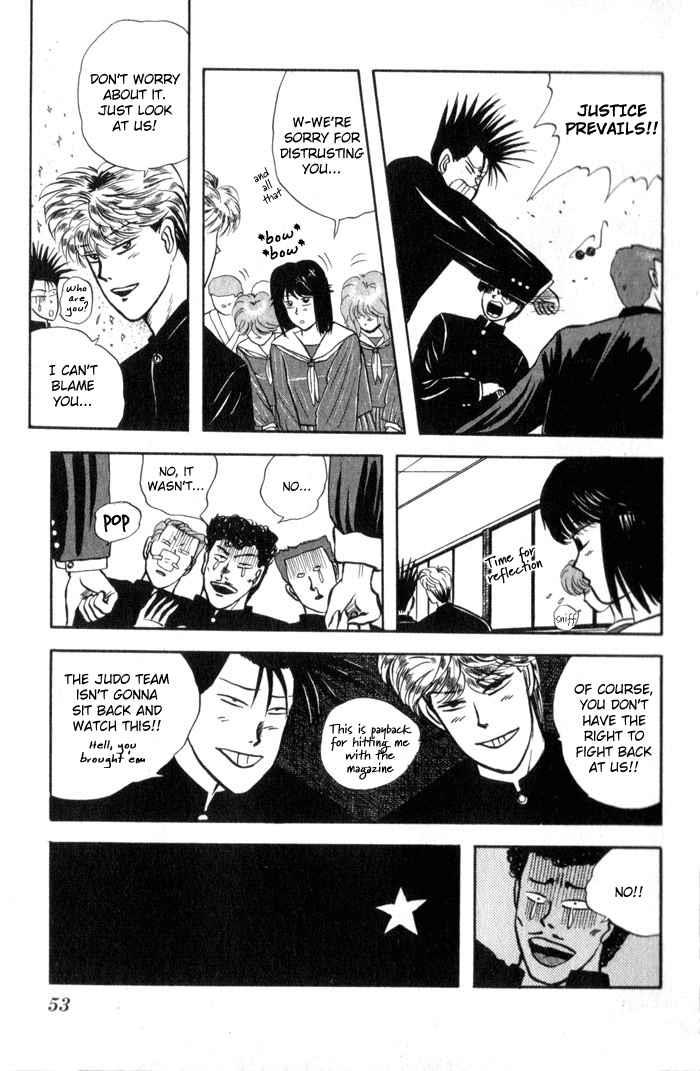 JUSTICE
PREVAILS!!
W-WE'RE
SORRY FOR
DISTRUSTING
YOU...
and
all
that
*bow*
*bow*
DON'T WORRY
ABOUT IT.
JUST LOOK
AT US!
who
are
you?
I CAN'T
BLAME
YOU...
Time for
reflection
sniff
NO...
NO, IT
WASN'T...
POP
OF COURSE,
YOU DON'T
HAVE THE
RIGHT TO
FIGHT BACK
AT US!!
This is payback
for hitting me
with the
magazine
THE JUDO TEAM
ISN'T GONNA
SIT BACK AND
WATCH THIS!!
Hell, you
brought 'em
NO!!
53